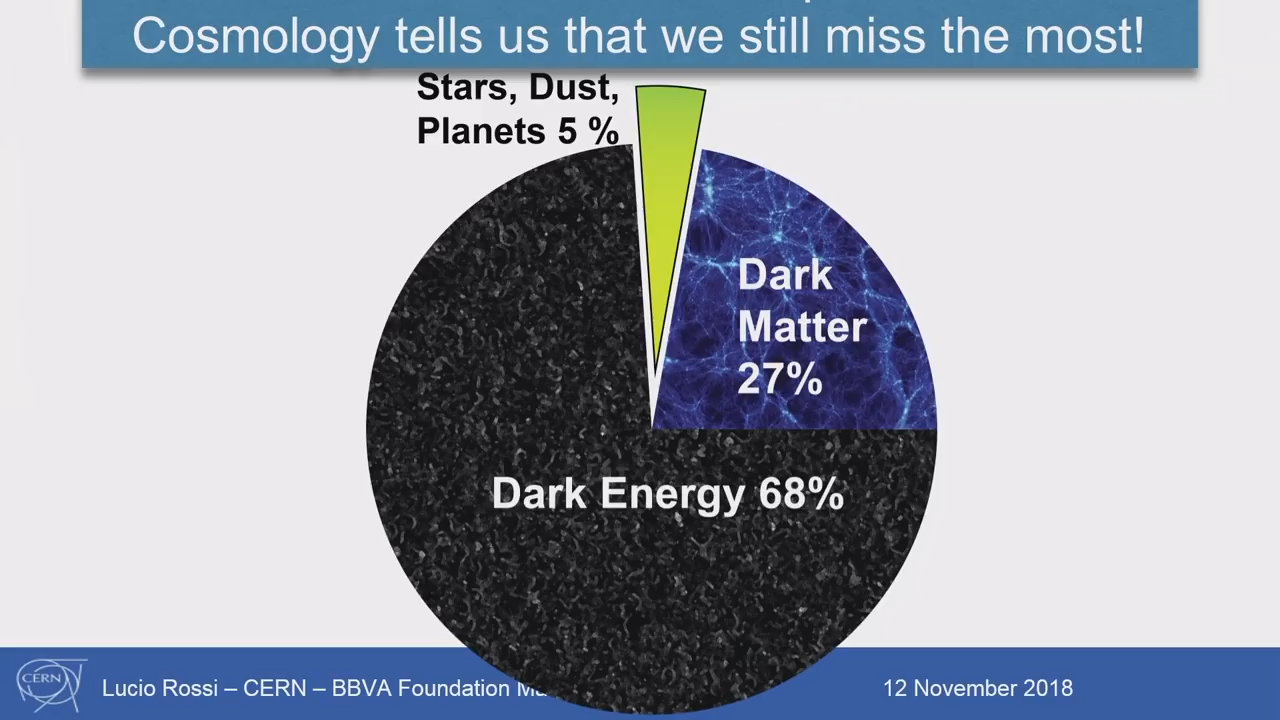 Cosmology tells us that we still miss the most!
Stars, Dust,
Planets 5 %
Dark
Matter
27%
Dark Energy 68%
CERN
Lucio Rossi – CERN – BBVA Foundation
12 November 2018